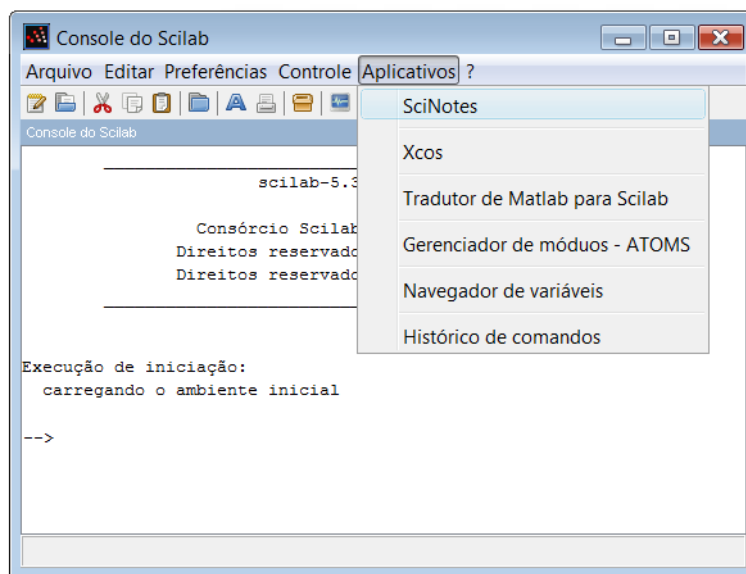 Console do Scilab
Arquivo Editar Preferências Controle Aplicativos ?
Console do Scilab
SciNotes
Xcos
Tradutor de Matlab para Scilab
Gerenciador de móduos - ATOMS
Navegador de variáveis
Histórico de comandos
scilab-5.3
Consórcio Scilab
Direitos reservado
Direitos reservado
Execução de iniciação:
carregando o ambiente inicial
-->